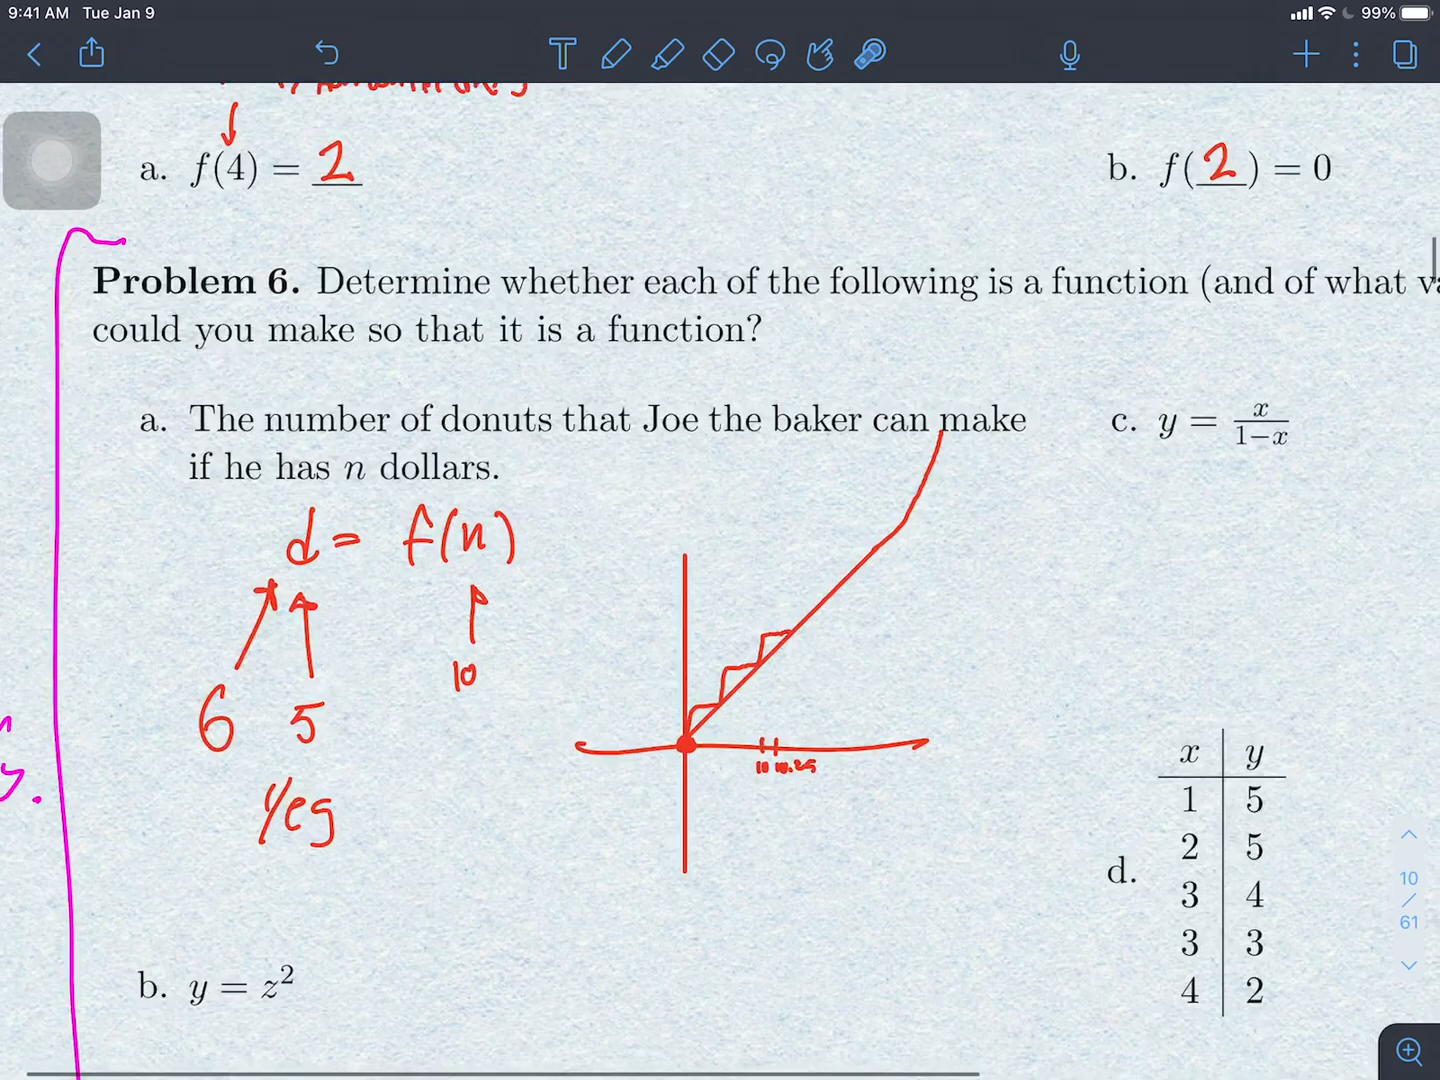 9:41 AM Tue Jan 9
99%
a. f(4) = 2
b. f(2) = 0
Problem 6. Determine whether each of the following is a function (and of what
could you make so that it is a function?
a. The number of donuts that Joe the baker can make
if he has n dollars.
c. y = x/(1−x)
d = f(n)
10
6 5
10 10.25
yes
x y
1 5
2 5
d.
3 4
3 3
4 2
b. y = z²
10
/
61